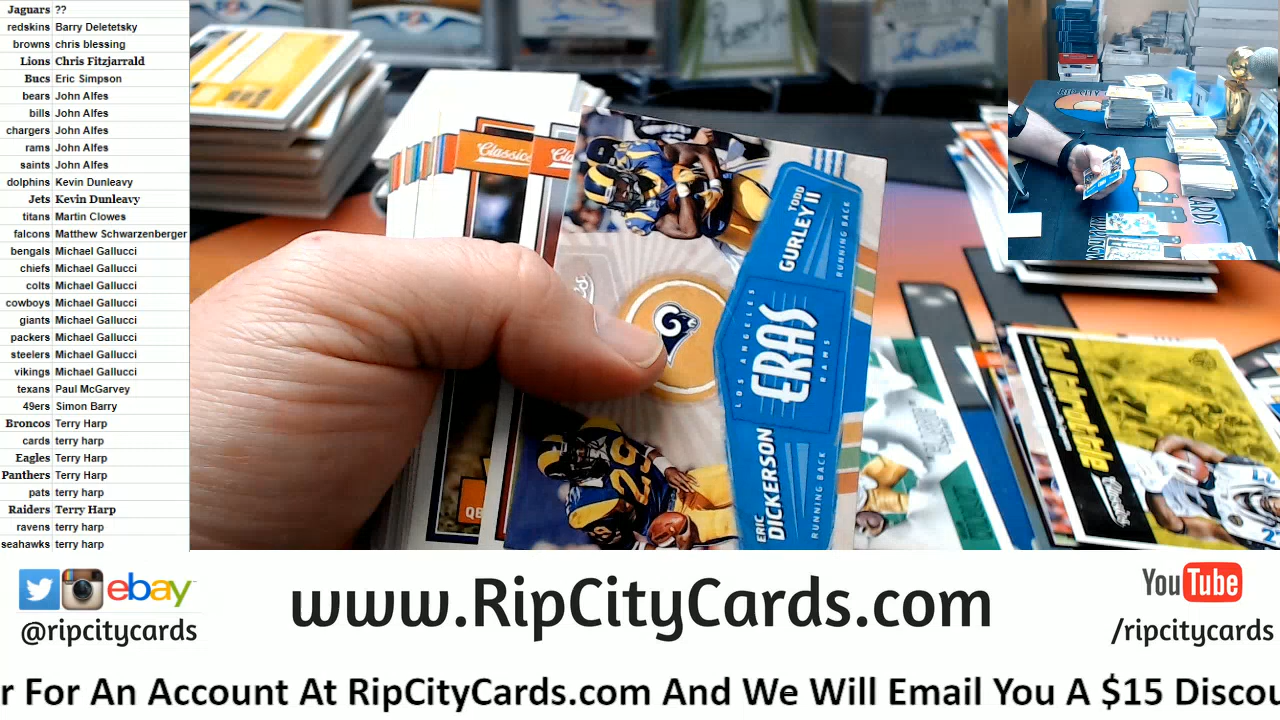 Jaguars ??
redskins Barry Deletetsky
browns chris blessing
Lions Chris Fitzjarrald
Bucs Eric Simpson
bears John Alfes
bills John Alfes
chargers John Alfes
rams John Alfes
saints John Alfes
dolphins Kevin Dunleavy
Jets Kevin Dunleavy
titans Martin Clowes
falcons Matthew Schwarzenberger
bengals Michael Gallucci
chiefs Michael Gallucci
colts Michael Gallucci
cowboys Michael Gallucci
giants Michael Gallucci
packers Michael Gallucci
steelers Michael Gallucci
vikings Michael Gallucci
texans Paul McGarvey
49ers Simon Barry
Broncos Terry Harp
cards terry harp
Eagles Terry Harp
Panthers Terry Harp
pats terry harp
Raiders Terry Harp
ravens terry harp
seahawks terry harp
Classics
TODD
GURLEY II
RUNNING BACK
LOS ANGELES
ERAS
RAMS
ERIC
DICKERSON
RUNNING BACK
29
QB
ebay
@ripcitycards
www.RipCityCards.com
YouTube
/ripcitycards
r For An Account At RipCityCards.com And We Will Email You A $15 Discou